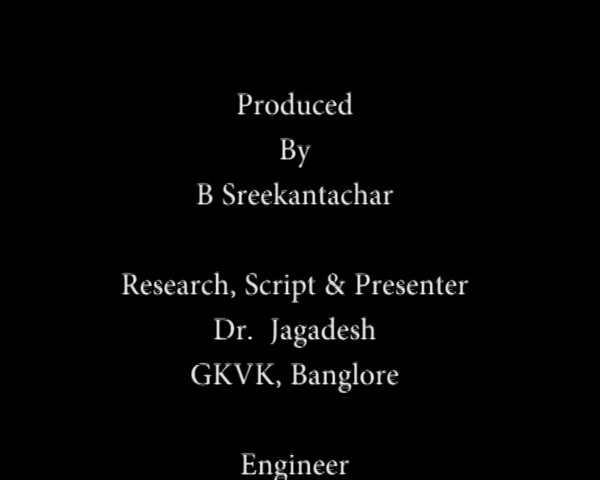 Produced
By
B Sreekantachar
Research, Script & Presenter
Dr. Jagadesh
GKVK, Banglore
Engineer